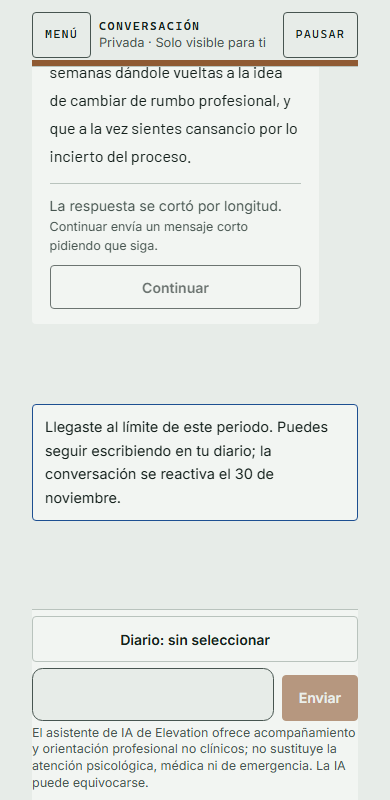 MENÚ
CONVERSACIÓN
Privada · Solo visible para ti
PAUSAR
semanas dándole vueltas a la idea
de cambiar de rumbo profesional, y
que a la vez sientes cansancio por lo
incierto del proceso.
La respuesta se cortó por longitud.
Continuar envía un mensaje corto
pidiendo que siga.
Continuar
Llegaste al límite de este periodo. Puedes
seguir escribiendo en tu diario; la
conversación se reactiva el 30 de
noviembre.
Diario: sin seleccionar
Enviar
El asistente de IA de Elevation ofrece acompañamiento
y orientación profesional no clínicos; no sustituye la
atención psicológica, médica ni de emergencia. La IA
puede equivocarse.